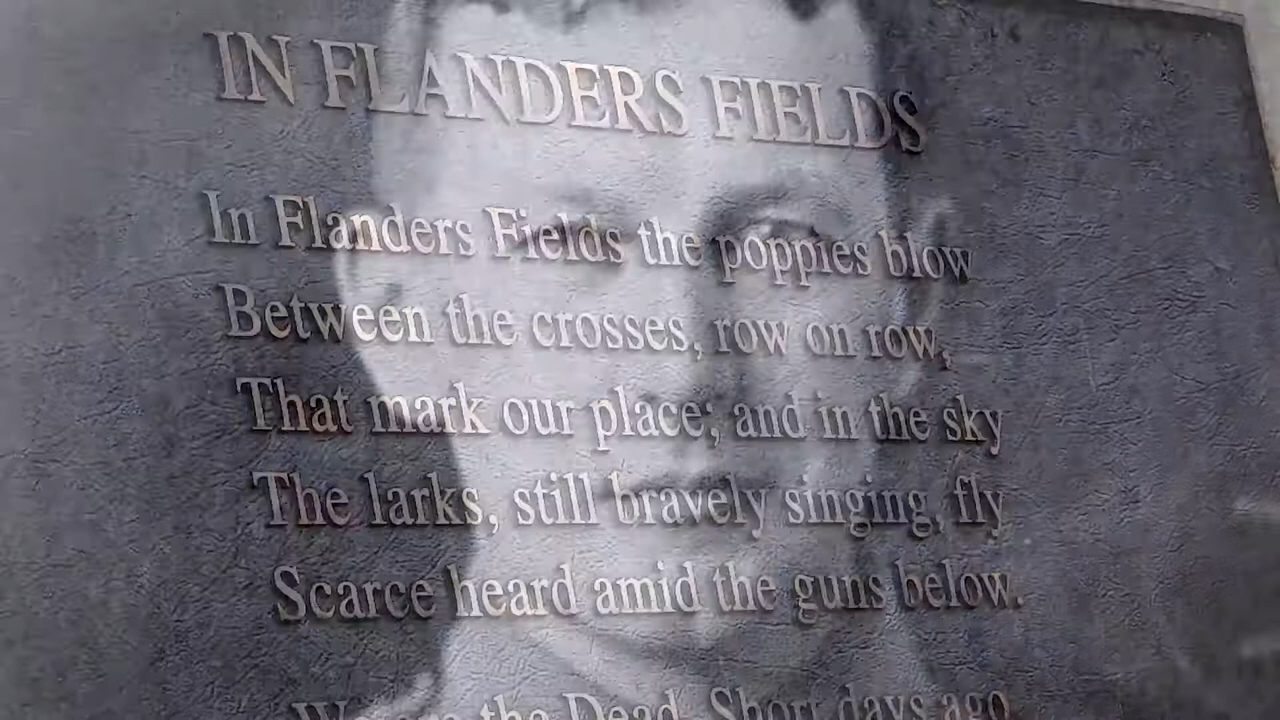 IN FLANDERS FIELDS
In Flanders Fields the poppies blow
Between the crosses, row on row,
That mark our place; and in the sky
The larks, still bravely singing, fly
Scarce heard amid the guns below.
the Dead. Short days ago